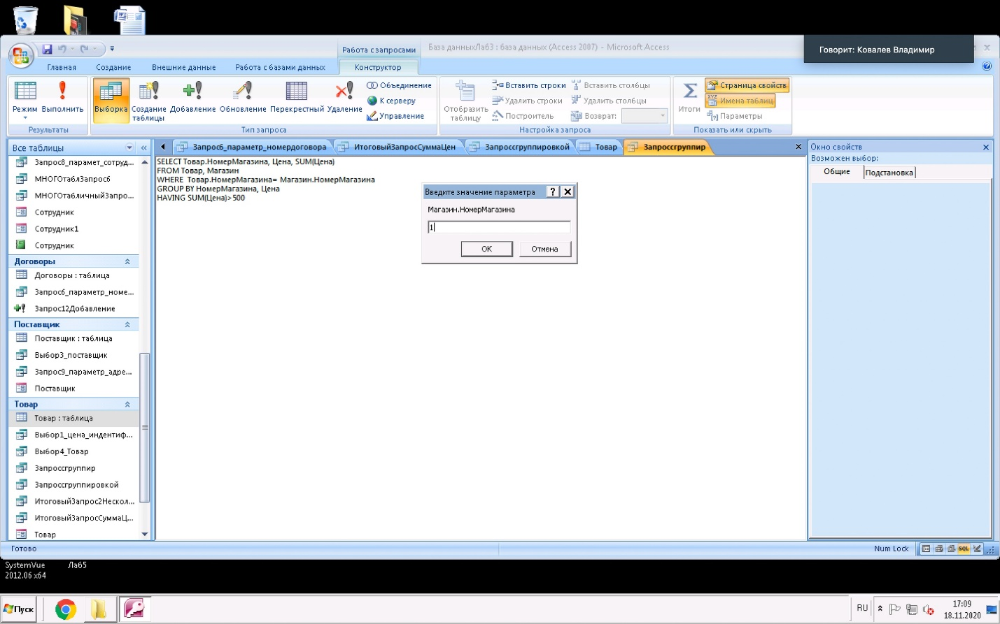 Работа с запросами
База данныхЛаб3 : база данных (Access 2007) - Microsoft Access
Говорит: Ковалев Владимир
Главная
Создание
Внешние данные
Работа с базами данных
Конструктор
Режим
Выполнить
Результаты
Выборка
Создание таблицы
Добавление
Обновление
Перекрестный
Удаление
Объединение
К серверу
Управление
Тип запроса
Отобразить таблицу
Вставить строки
Удалить строки
Построитель
Вставить столбцы
Удалить столбцы
Возврат:
Настройка запроса
Итоги
Страница свойств
Имена таблиц
Параметры
Показать или скрыть
Все таблицы
Запрос8_парамет_сотруд...
МНОГОтаблЗапрос6
МНОГОтабличныйЗапро...
Сотрудник
Сотрудник1
Сотрудник
Договоры
Договоры : таблица
Запрос6_параметр_номе...
Запрос12Добавление
Поставщик
Поставщик : таблица
Выбор3_поставщик
Запрос9_параметр_адре...
Поставщик
Товар
Товар : таблица
Выбор1_цена_индентиф...
Выбор4_Товар
Запроссгруппир
Запроссгруппировкой
ИтоговыйЗапрос2Нескол...
ИтоговыйЗапросСуммаЦ...
Товар
Запрос6_параметр_номердоговора
ИтоговыйЗапросСуммаЦен
Запроссгруппировкой
Товар
Запроссгруппир
SELECT Товар.НомерМагазина, Цена, SUM(Цена)
FROM Товар, Магазин
WHERE Товар.НомерМагазина= Магазин.НомерМагазина
GROUP BY НомерМагазина, Цена
HAVING SUM(Цена)>500
Введите значение параметра
Магазин.НомерМагазина
1
ОК
Отмена
Окно свойств
Возможен выбор:
Общие
Подстановка
Готово
Num Lock
SQL
SystemVue
2012.06 x64
Лаб5
Пуск
RU
17:09
18.11.2020